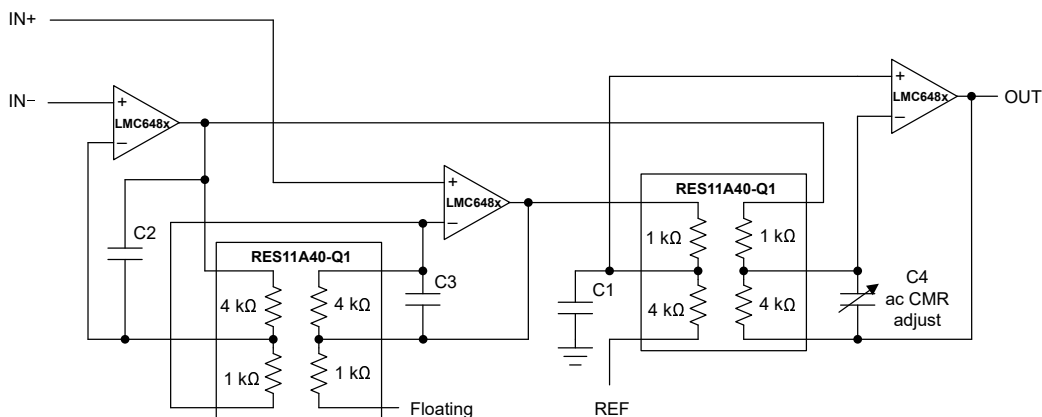 IN+
IN−
+
LMC648x
−
C2
RES11A40-Q1
4 kΩ
4 kΩ
1 kΩ
1 kΩ
Floating
+
LMC648x
−
C3
RES11A40-Q1
1 kΩ
1 kΩ
4 kΩ
4 kΩ
C1
REF
C4
ac CMR
adjust
+
LMC648x
−
OUT